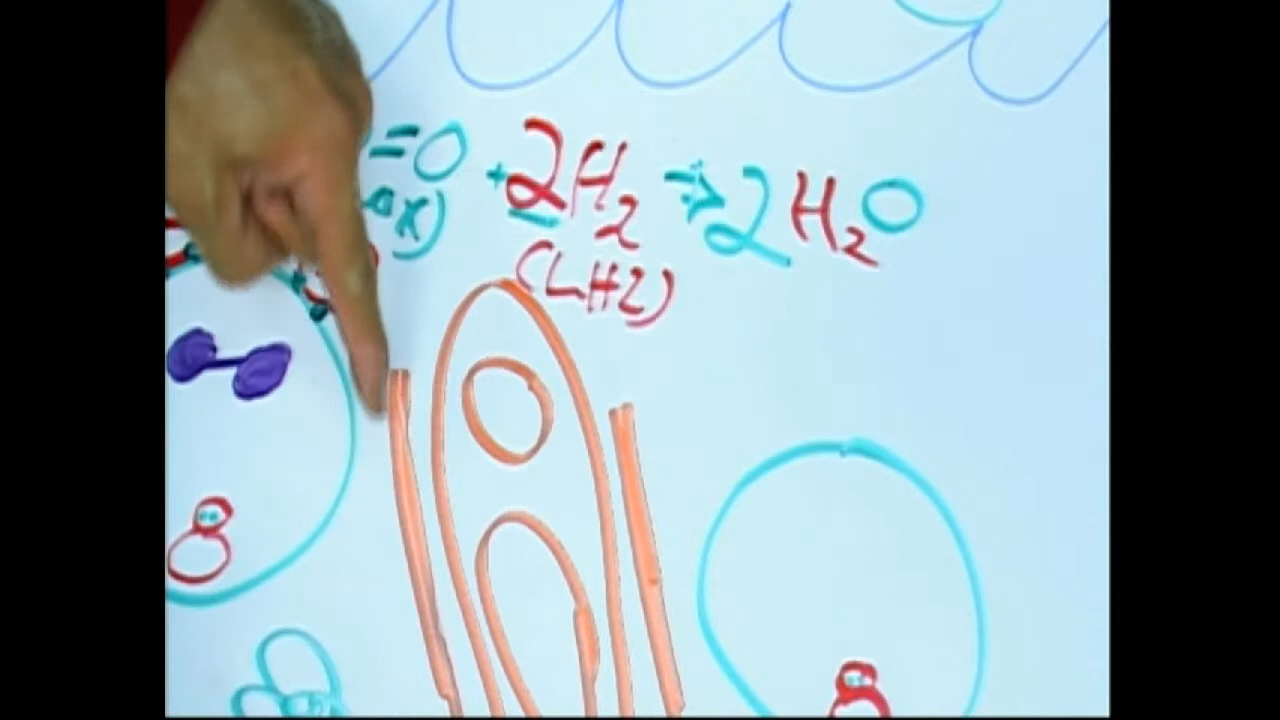 =O + 2H₂ → 2H₂O
ox)
(LH2)